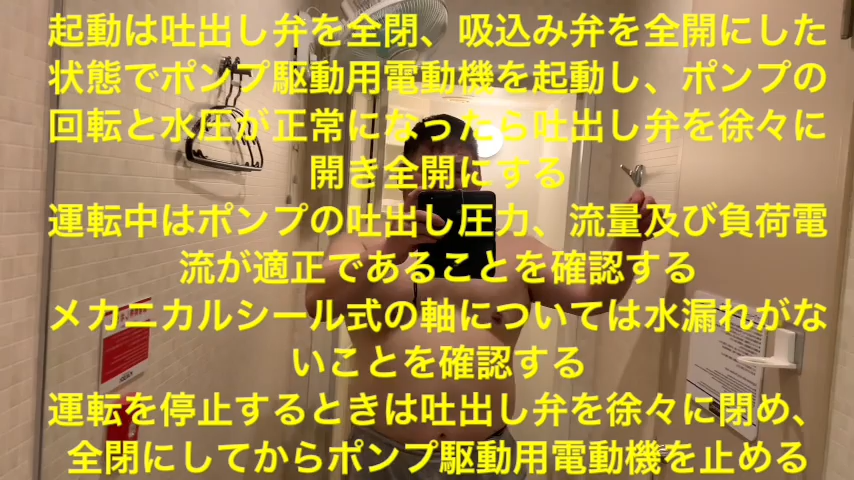 起動は吐出し弁を全閉、吸込み弁を全開にした
状態でポンプ駆動用電動機を起動し、ポンプの
回転と水圧が正常になったら吐出し弁を徐々に
開き全開にする
運転中はポンプの吐出し圧力、流量及び負荷電
流が適正であることを確認する
メカニカルシール式の軸については水漏れがな
いことを確認する
運転を停止するときは吐出し弁を徐々に閉め、
全閉にしてからポンプ駆動用電動機を止める